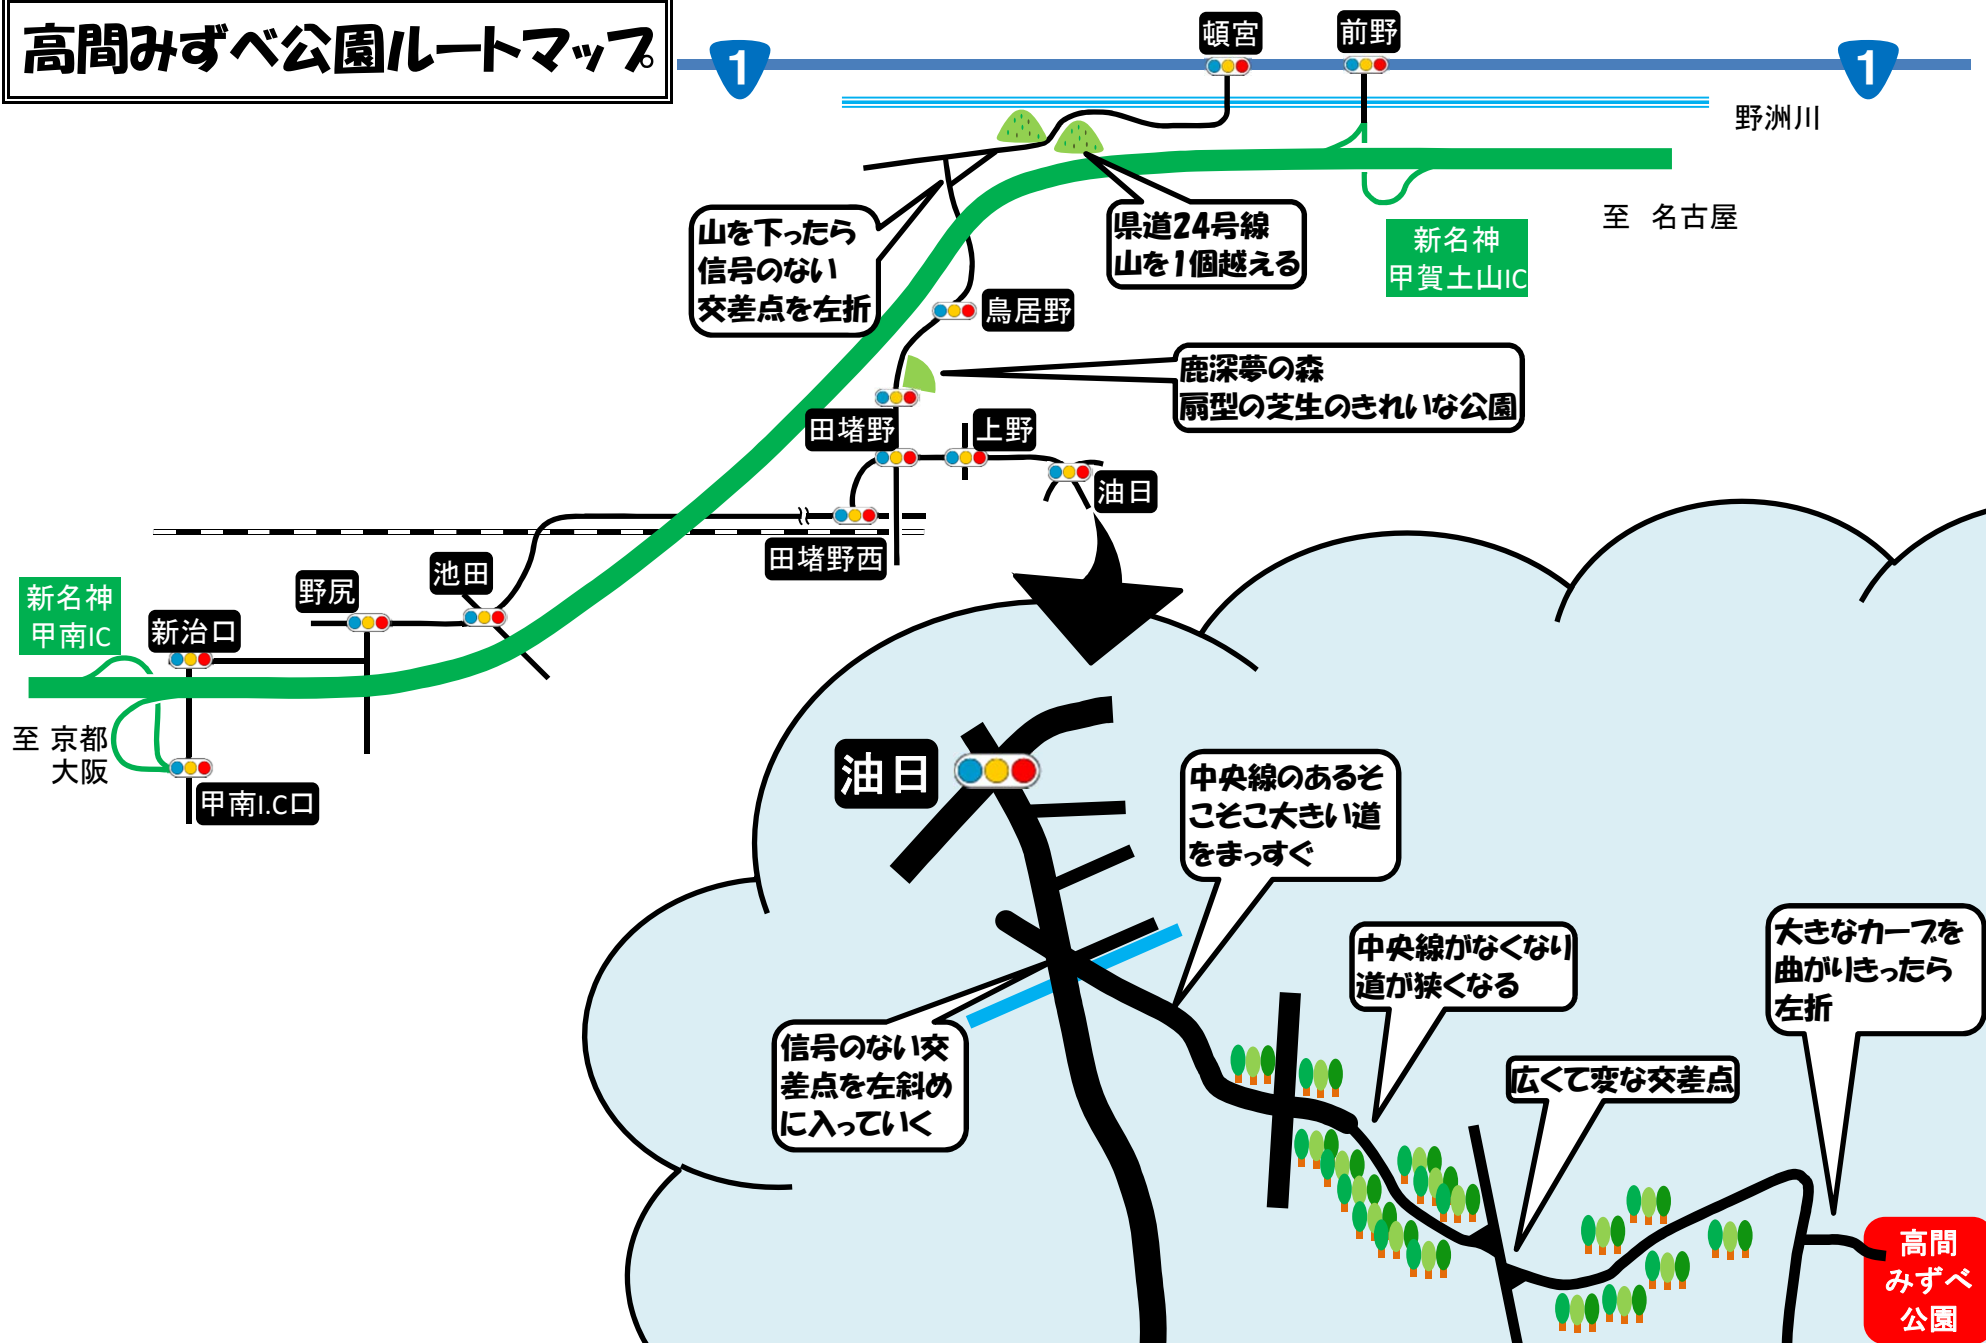 高間みずべ公園ルートマップ
1
頓宮
前野
1
野洲川
至 名古屋
新名神
甲賀土山IC
県道24号線
山を1個越える
山を下ったら
信号のない
交差点を左折
鳥居野
鹿深夢の森
扇型の芝生のきれいな公園
田堵野
上野
油日
田堵野西
池田
野尻
新名神
甲南IC
新治口
至 京都
大阪
甲南I.C口
油日
中央線のあるそ
こそこ大きい道
をまっすぐ
中央線がなくなり
道が狭くなる
大きなカーブを
曲がりきったら
左折
信号のない交
差点を左斜め
に入っていく
広くて変な交差点
高間
みずべ
公園